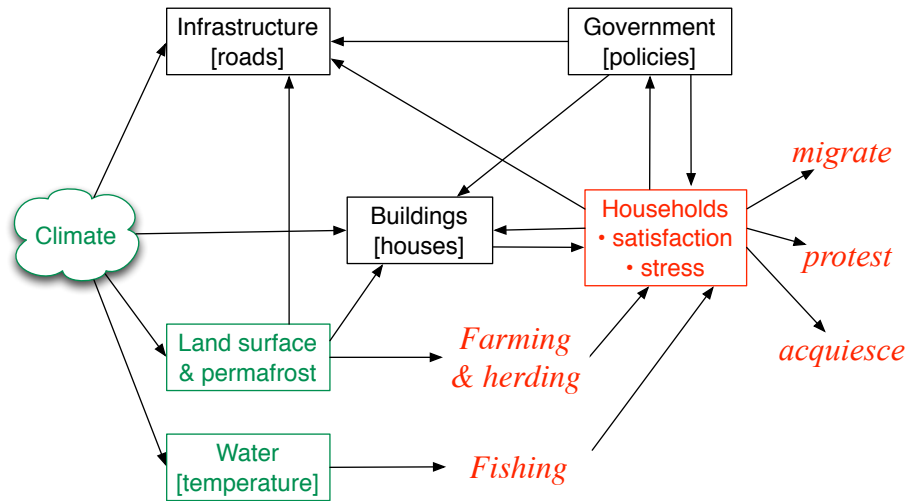 Infrastructure
[roads]
Government
[policies]
migrate
Climate
Buildings
[houses]
Households
• satisfaction
• stress
protest
Land surface
& permafrost
Farming
& herding
acquiesce
Water
[temperature]
Fishing